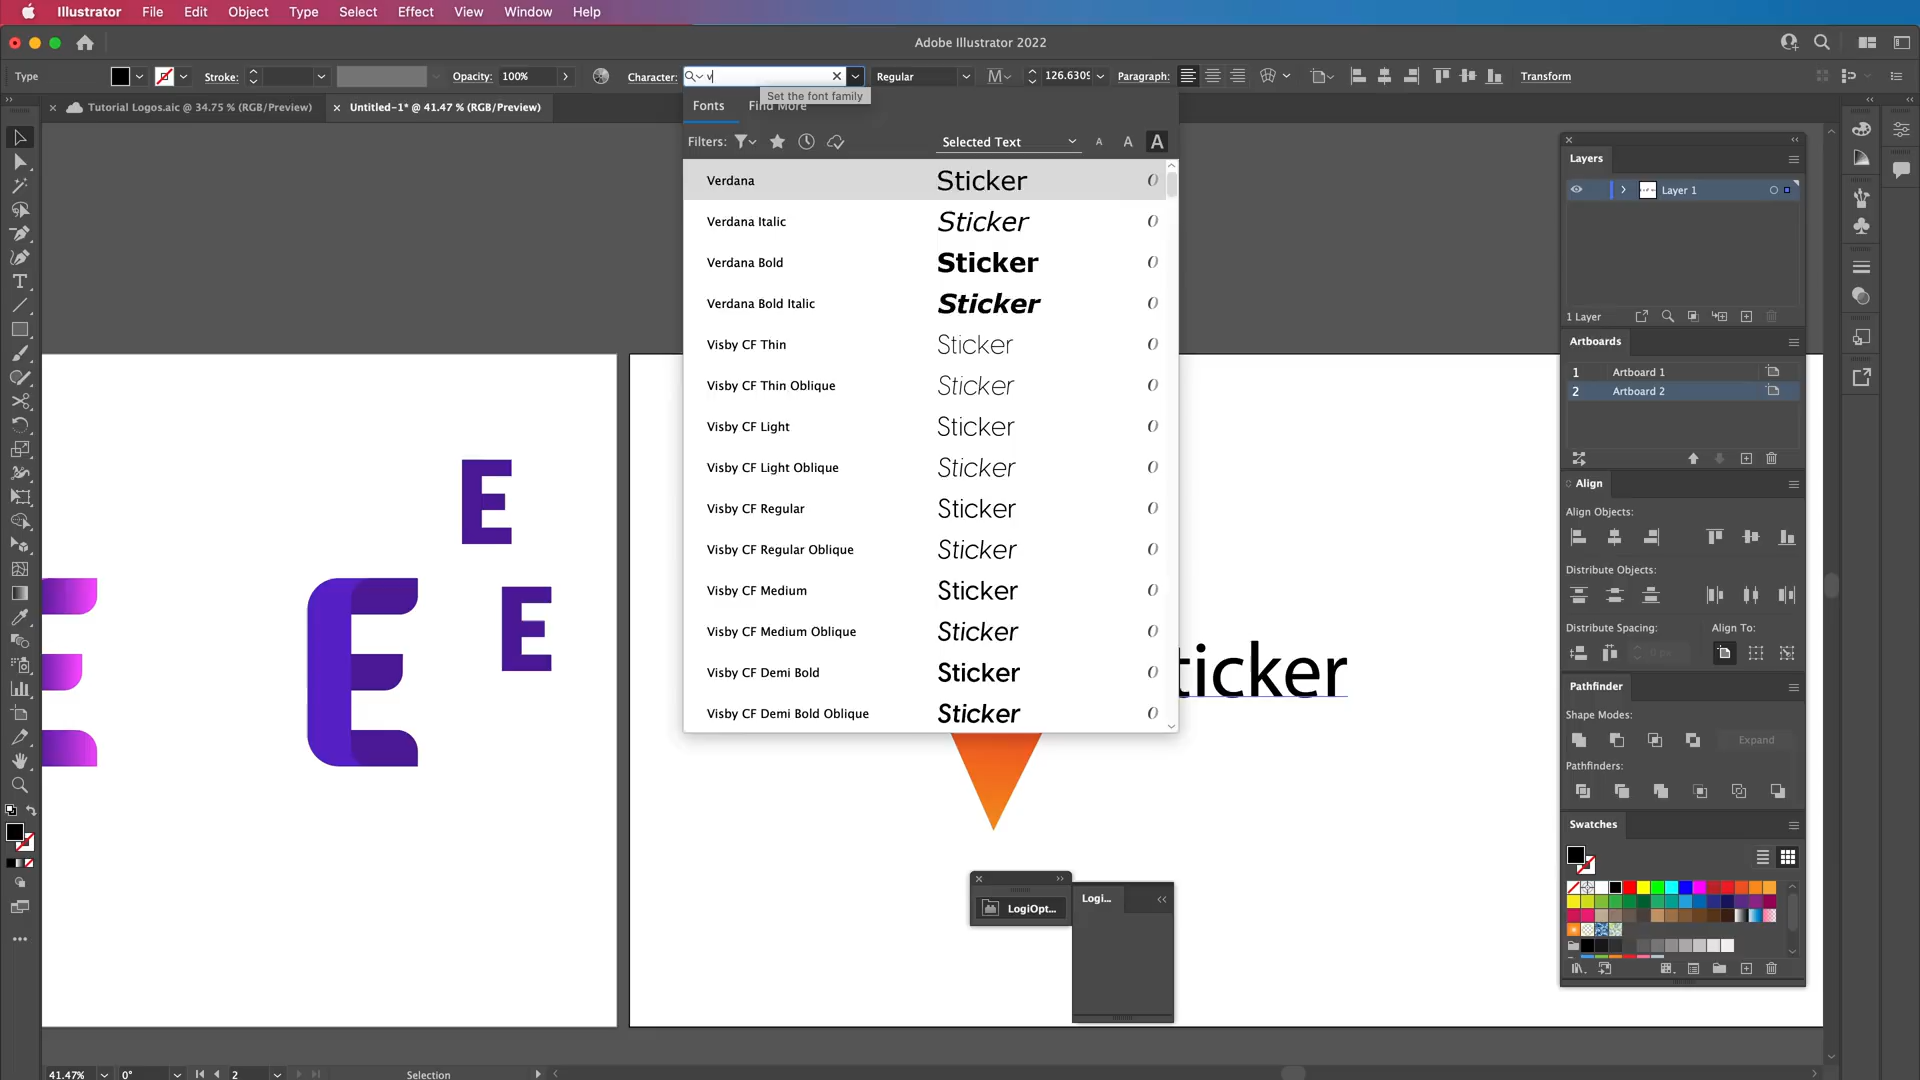 Illustrator File Edit Object Type Select Effect View Window Help
Adobe Illustrator 2022
Type Stroke: Opacity: 100% Character: v Regular 126.6309 Paragraph: Transform
Set the font family
Tutorial Logos.aic @ 34.75 % (RGB/Preview) Untitled-1* @ 41.47 % (RGB/Preview)
Fonts Find More
Filters: Selected Text A A A
Verdana Sticker
Verdana Italic Sticker
Verdana Bold Sticker
Verdana Bold Italic Sticker
Visby CF Thin Sticker
Visby CF Thin Oblique Sticker
Visby CF Light Sticker
Visby CF Light Oblique Sticker
Visby CF Regular Sticker
Visby CF Regular Oblique Sticker
Visby CF Medium Sticker
Visby CF Medium Oblique Sticker
Visby CF Demi Bold Sticker
Visby CF Demi Bold Oblique Sticker
E
E
E
ticker
LogiOpt...
Logi...
Layers
Layer 1
1 Layer
Artboards
1 Artboard 1
2 Artboard 2
Align
Align Objects:
Distribute Objects:
Distribute Spacing: Align To:
0 px
Pathfinder
Shape Modes:
Expand
Pathfinders:
Swatches
41.47% 0° 2 Selection